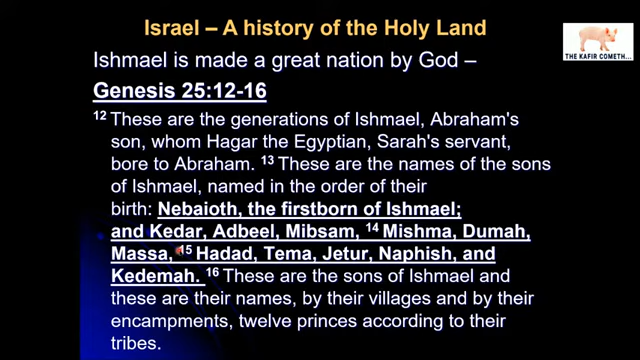 Israel – A history of the Holy Land
THE KAFIR COMETH...
Ishmael is made a great nation by God –
Genesis 25:12-16
12 These are the generations of Ishmael, Abraham's
son, whom Hagar the Egyptian, Sarah's servant,
bore to Abraham. 13 These are the names of the sons
of Ishmael, named in the order of their
birth: Nebaioth, the firstborn of Ishmael;
and Kedar, Adbeel, Mibsam, 14 Mishma, Dumah,
Massa, 15 Hadad, Tema, Jetur, Naphish, and
Kedemah. 16 These are the sons of Ishmael and
these are their names, by their villages and by their
encampments, twelve princes according to their
tribes.